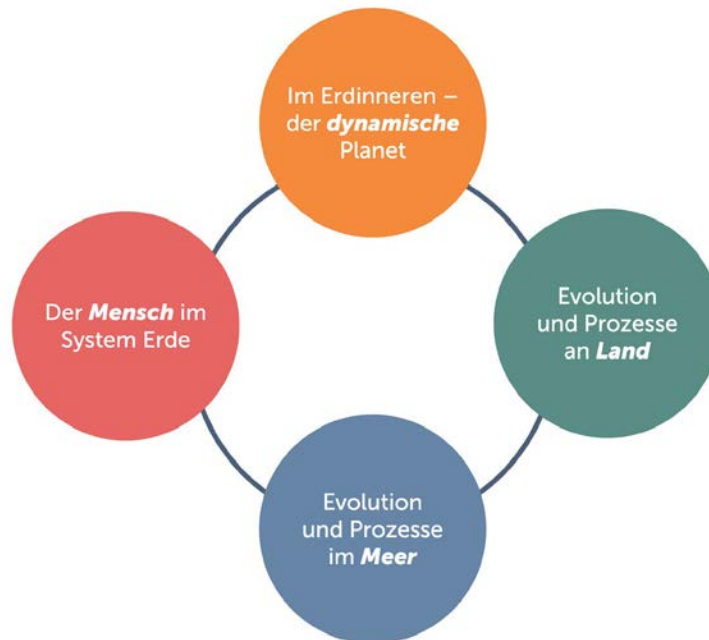 Im Erdinneren –
der dynamische
Planet
Der Mensch im
System Erde
Evolution
und Prozesse
an Land
Evolution
und Prozesse
im Meer